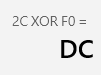 2C XOR F0 =
DC